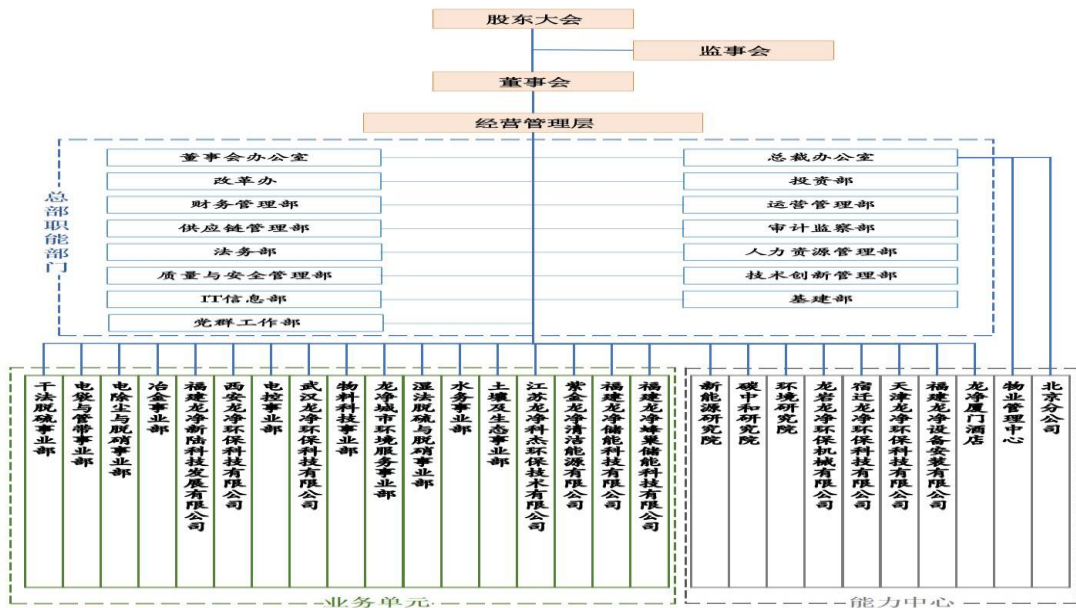 股东大会
监事会
董事会
经营管理层
总部职能部门
董事会办公室
总裁办公室
改革办
投资部
财务管理部
运营管理部
供应链管理部
审计监察部
法务部
人力资源管理部
质量与安全管理部
技术创新管理部
IT信息部
基建部
党群工作部
干法脱硫事业部
电袋与管带事业部
电除尘与脱硝事业部
冶金事业部
福建龙净新陆科技发展有限公司
西安龙净环保科技有限公司
电控事业部
武汉龙净环保科技有限公司
物料科技事业部
龙净城市环境服务事业部
湿法脱硫与脱硝事业部
水务事业部
土壤及生态事业部
江苏龙净科杰环保技术有限公司
紫金龙净清洁能源有限公司
福建龙净储能科技有限公司
福建龙净蜂巢储能科技有限公司
新能源研究院
碳中和研究院
环境研究院
龙岩龙净环保机械有限公司
宿迁龙净环保科技有限公司
天津龙净环保科技有限公司
福建龙净设备安装有限公司
龙净厦门酒店
物业管理中心
北京分公司
业务单元
能力中心